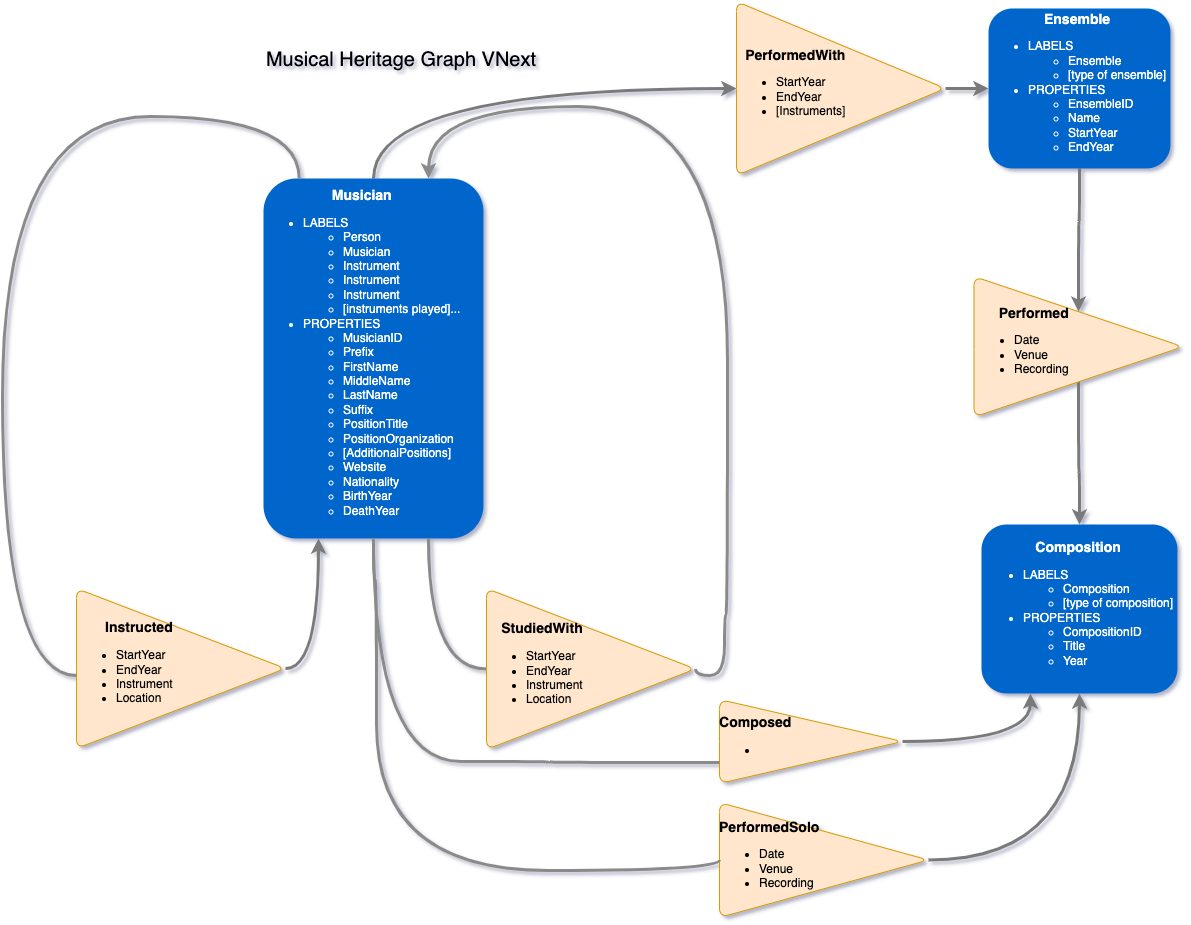 Musical Heritage Graph VNext
PerformedWith
StartYear
EndYear
[Instruments]
Ensemble
LABELS
Ensemble
[type of ensemble]
PROPERTIES
EnsembleID
Name
StartYear
EndYear
Musician
LABELS
Person
Musician
Instrument
Instrument
Instrument
[instruments played]...
PROPERTIES
MusicianID
Prefix
FirstName
MiddleName
LastName
Suffix
PositionTitle
PositionOrganization
[AdditionalPositions]
Website
Nationality
BirthYear
DeathYear
Performed
Date
Venue
Recording
Composition
LABELS
Composition
[type of composition]
PROPERTIES
CompositionID
Title
Year
Instructed
StartYear
EndYear
Instrument
Location
StudiedWith
StartYear
EndYear
Instrument
Location
Composed
PerformedSolo
Date
Venue
Recording